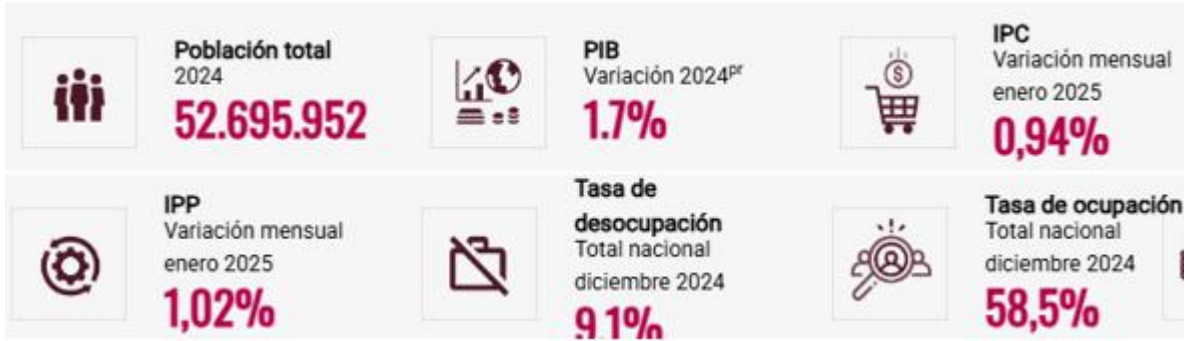 Población total
2024
52.695.952
PIB
Variación 2024ᵖʳ
1.7%
IPC
Variación mensual
enero 2025
0,94%
IPP
Variación mensual
enero 2025
1,02%
Tasa de
desocupación
Total nacional
diciembre 2024
9,1%
Tasa de ocupación
Total nacional
diciembre 2024
58,5%